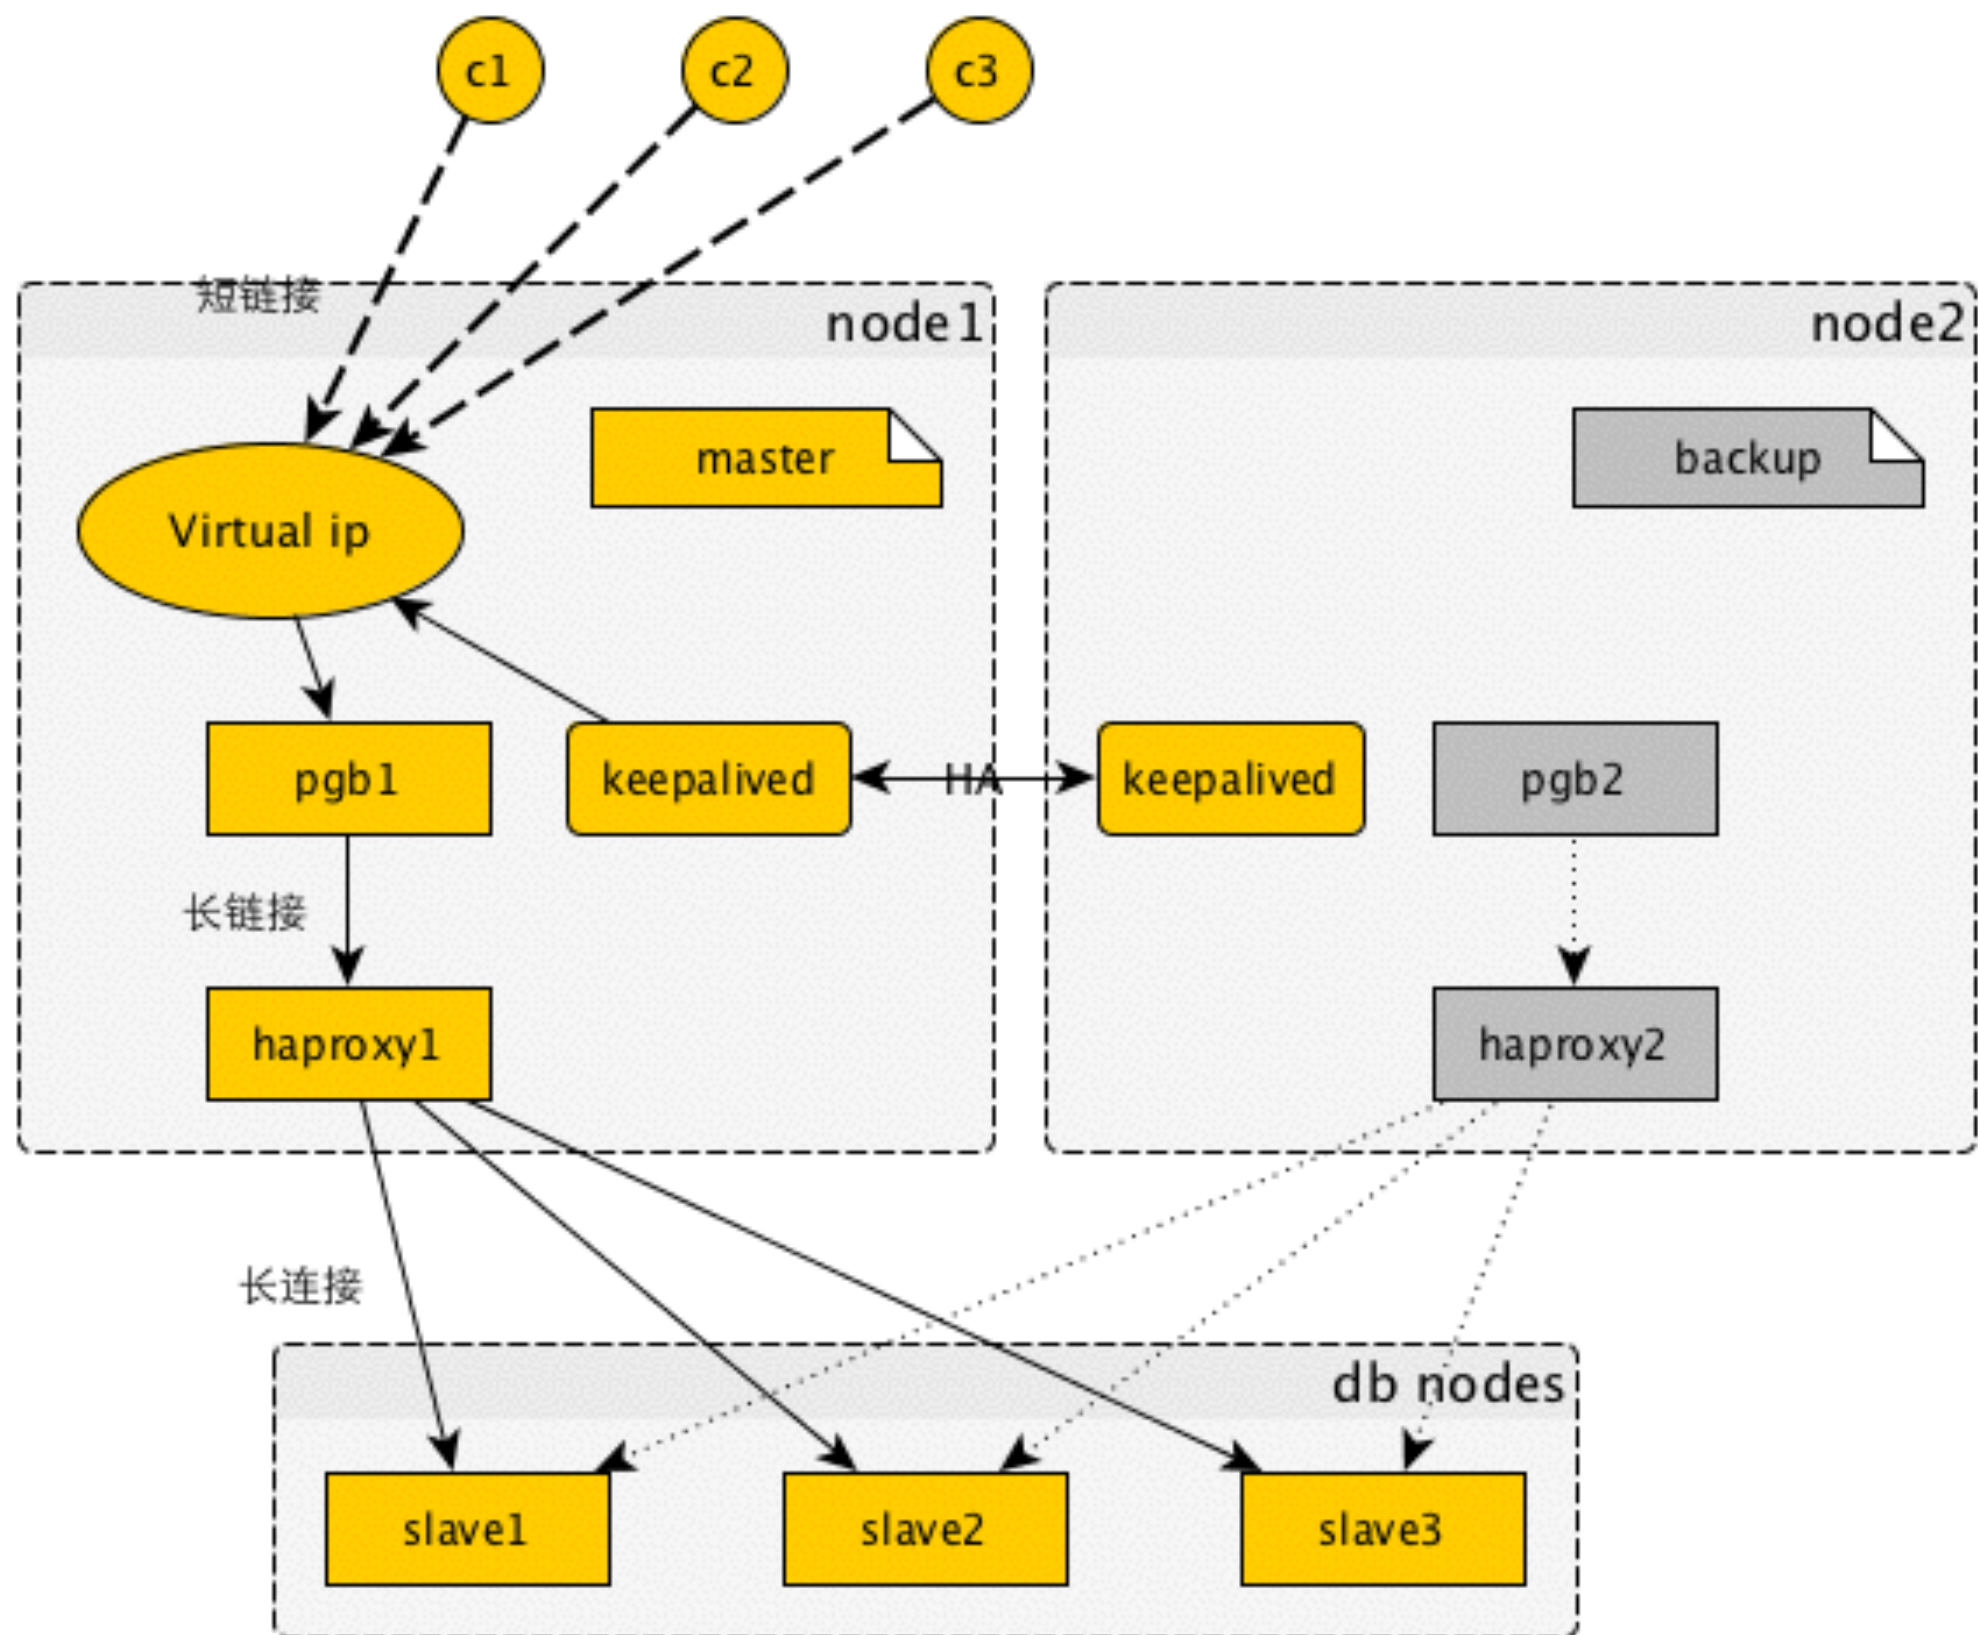 c1
c2
c3
短链接
node1
node2
master
backup
Virtual ip
pgb1
keepalived
HA
keepalived
pgb2
长链接
haproxy1
haproxy2
长连接
db nodes
slave1
slave2
slave3